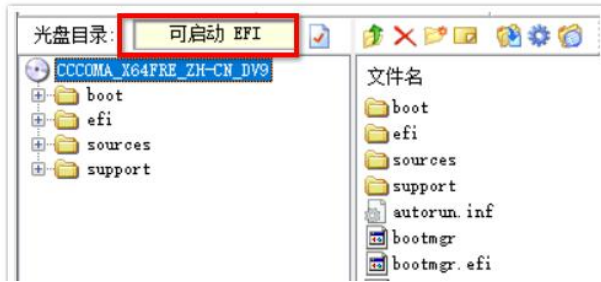 光盘目录: 可启动 EFI
CCCOMA_X64FRE_ZH-CN_DV9
boot
efi
sources
support
文件名
boot
efi
sources
support
autorun.inf
bootmgr
bootmgr.efi